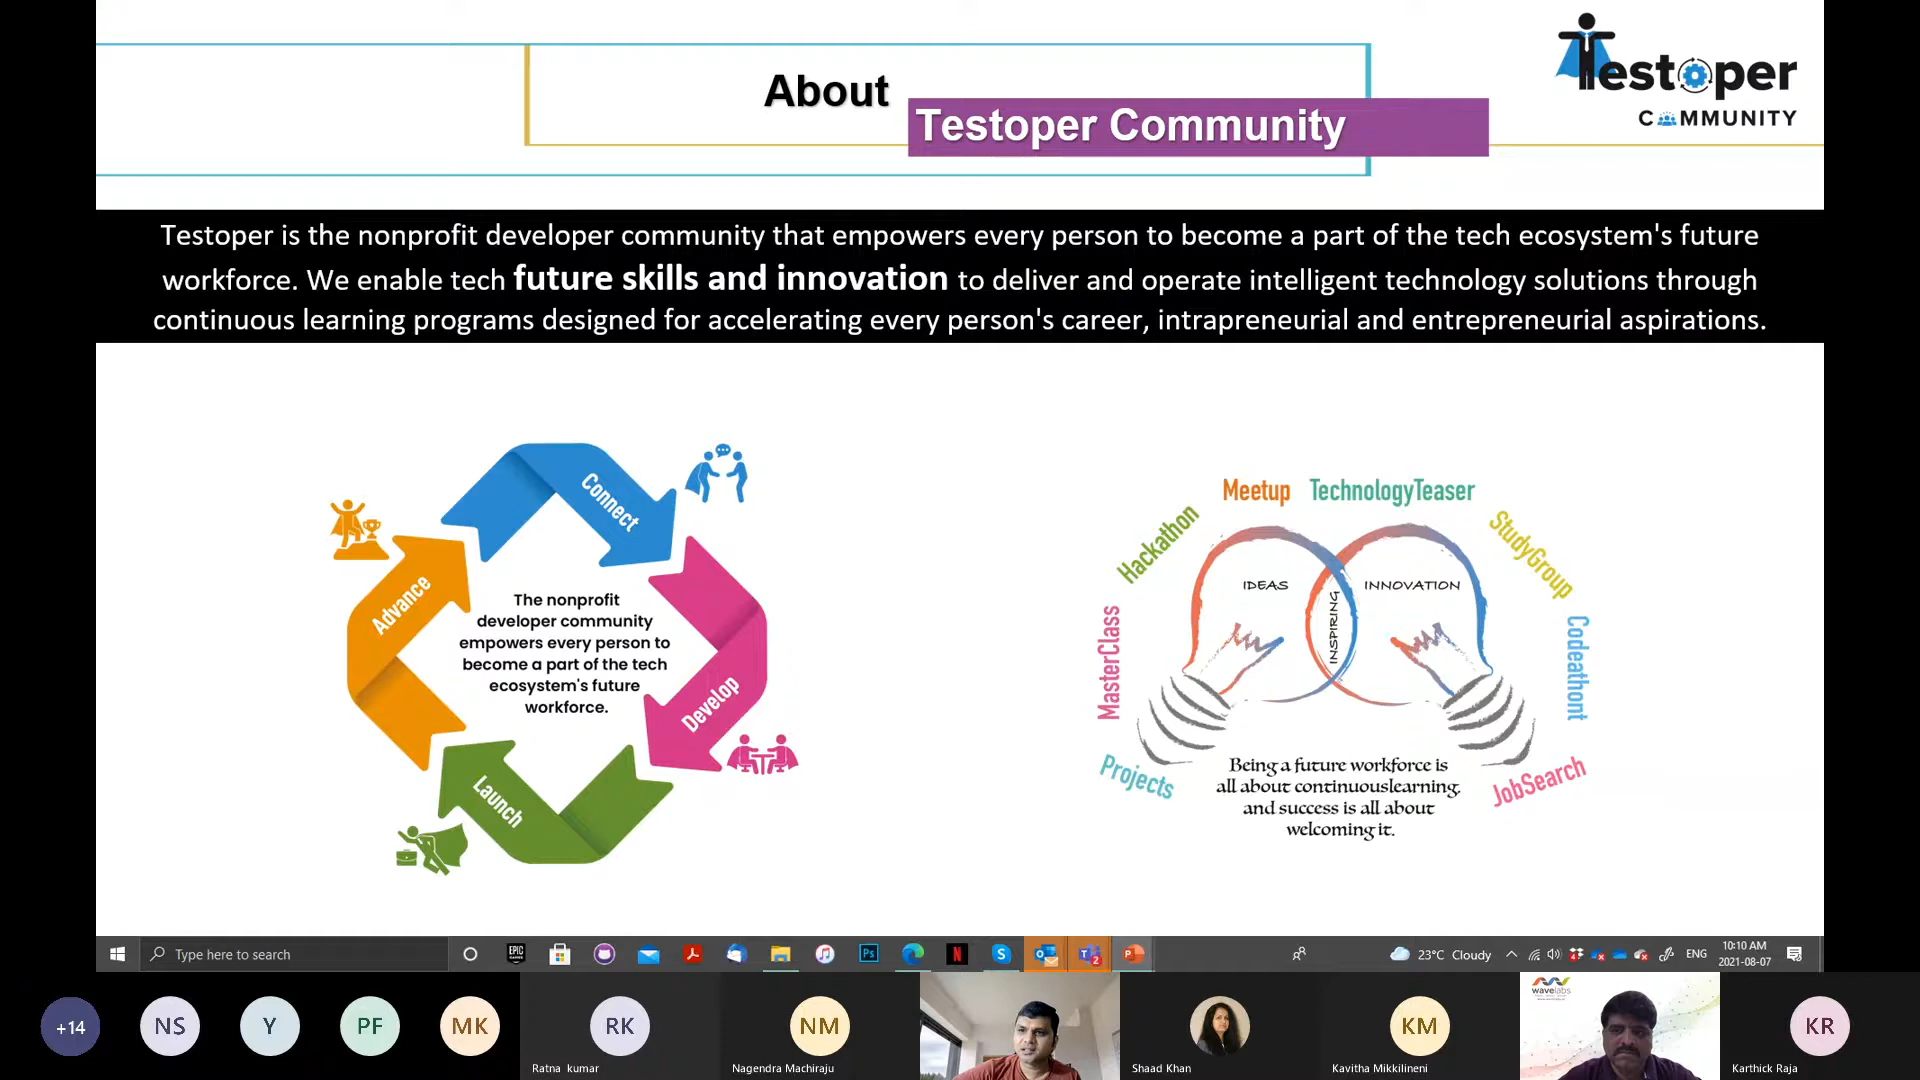 About
Testoper Community
Testoper
COMMUNITY
Testoper is the nonprofit developer community that empowers every person to become a part of the tech ecosystem's future
workforce. We enable tech future skills and innovation to deliver and operate intelligent technology solutions through
continuous learning programs designed for accelerating every person's career, intrapreneurial and entrepreneurial aspirations.
Connect
Advance
The nonprofit
developer community
empowers every person to
become a part of the tech
ecosystem's future
workforce.
Develop
Launch
Meetup TechnologyTeaser
Hackathon
StudyGroup
IDEAS
INSPIRING
INNOVATION
MasterClass
Codeathont
Projects
JobSearch
Being a future workforce is
all about continuouslearning,
and success is all about
welcoming it.
Type here to search
EPIC
Ps
N
S
2
23°C Cloudy
ENG
10:10 AM
2021-08-07
+14
NS
Y
PF
MK
RK
Ratna kumar
NM
Nagendra Machiraju
Shaad Khan
KM
Kavitha Mikkilineni
wavelabs
KR
Karthick Raja